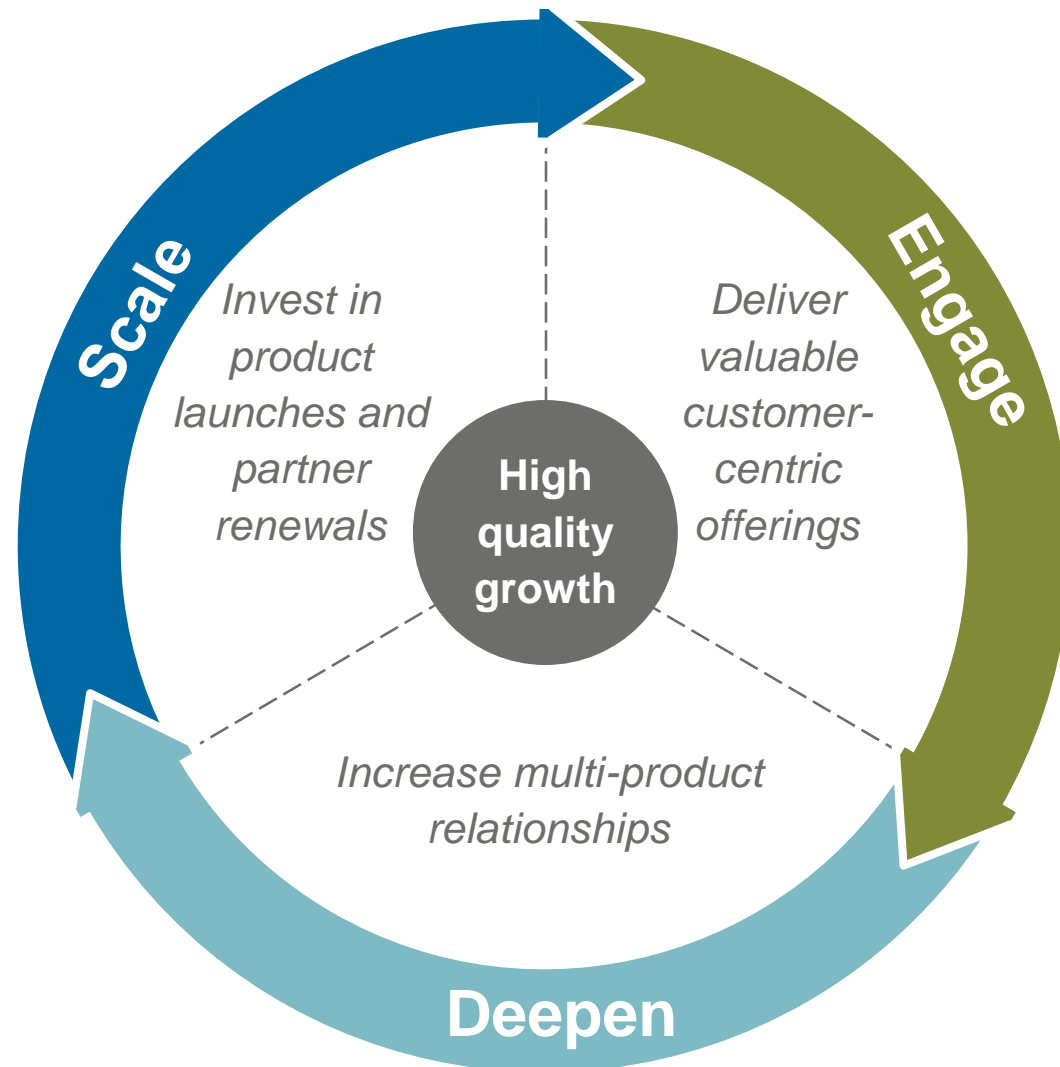 Scale
Invest in
product
launches and
partner
renewals
Engage
Deliver
valuable
customer-
centric
offerings
High
quality
growth
Increase multi-product
relationships
Deepen